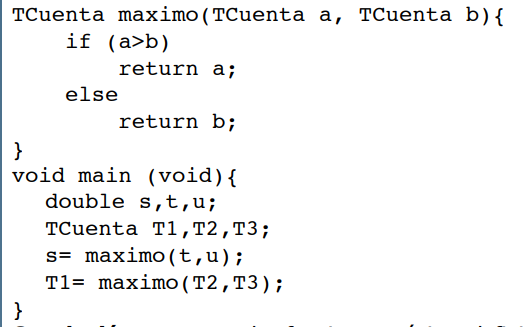 TCuenta maximo(TCuenta a, TCuenta b){
if (a>b)
return a;
else
return b;
}
void main (void){
double s,t,u;
TCuenta T1,T2,T3;
s= maximo(t,u);
T1= maximo(T2,T3);
}